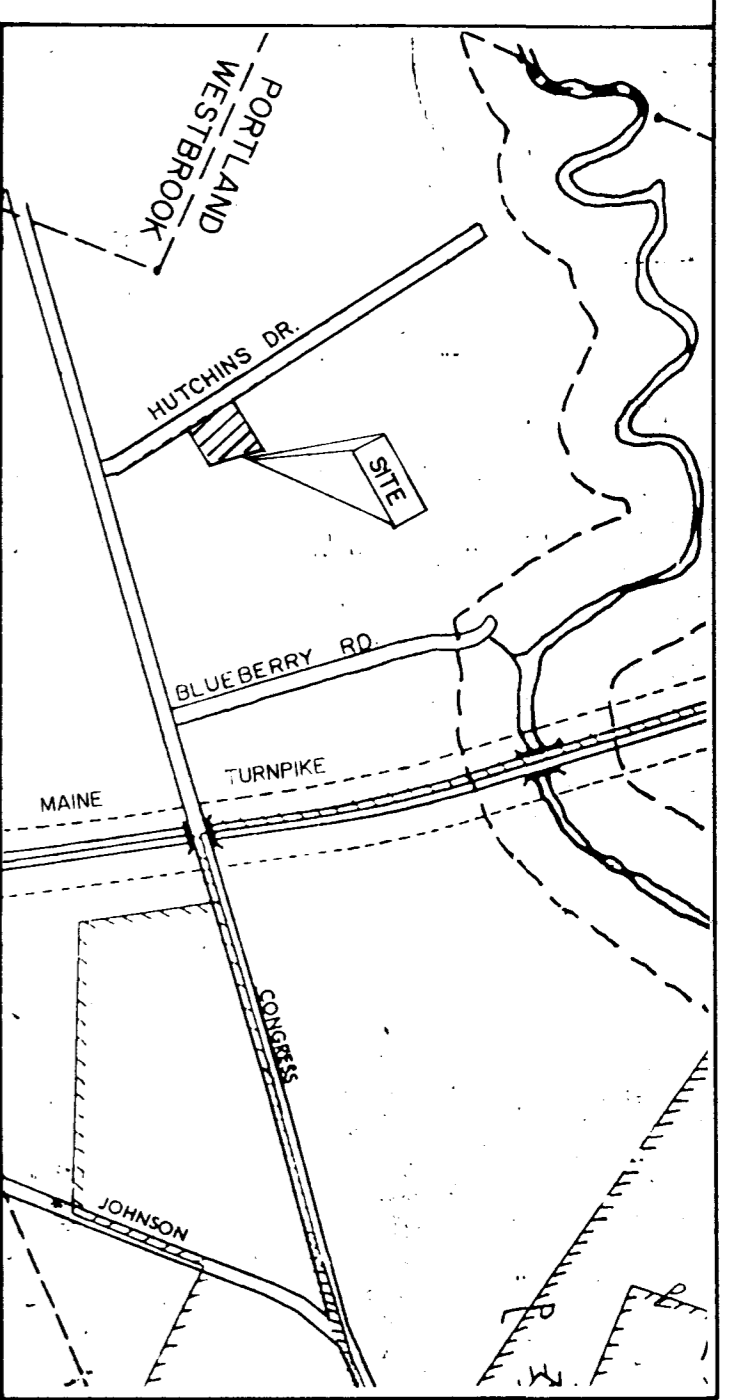 PORTLAND
WESTBROOK
HUTCHINS DR.
SITE
BLUEBERRY RD.
TURNPIKE
MAINE
CONGRESS
JOHNSON